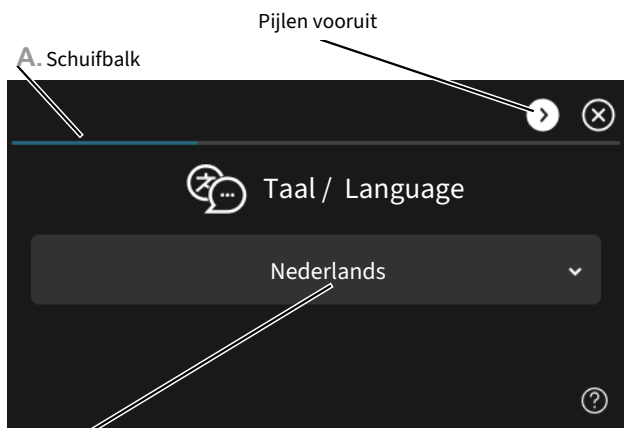 Pijlen vooruit
A. Schuifbalk
Taal / Language
Nederlands